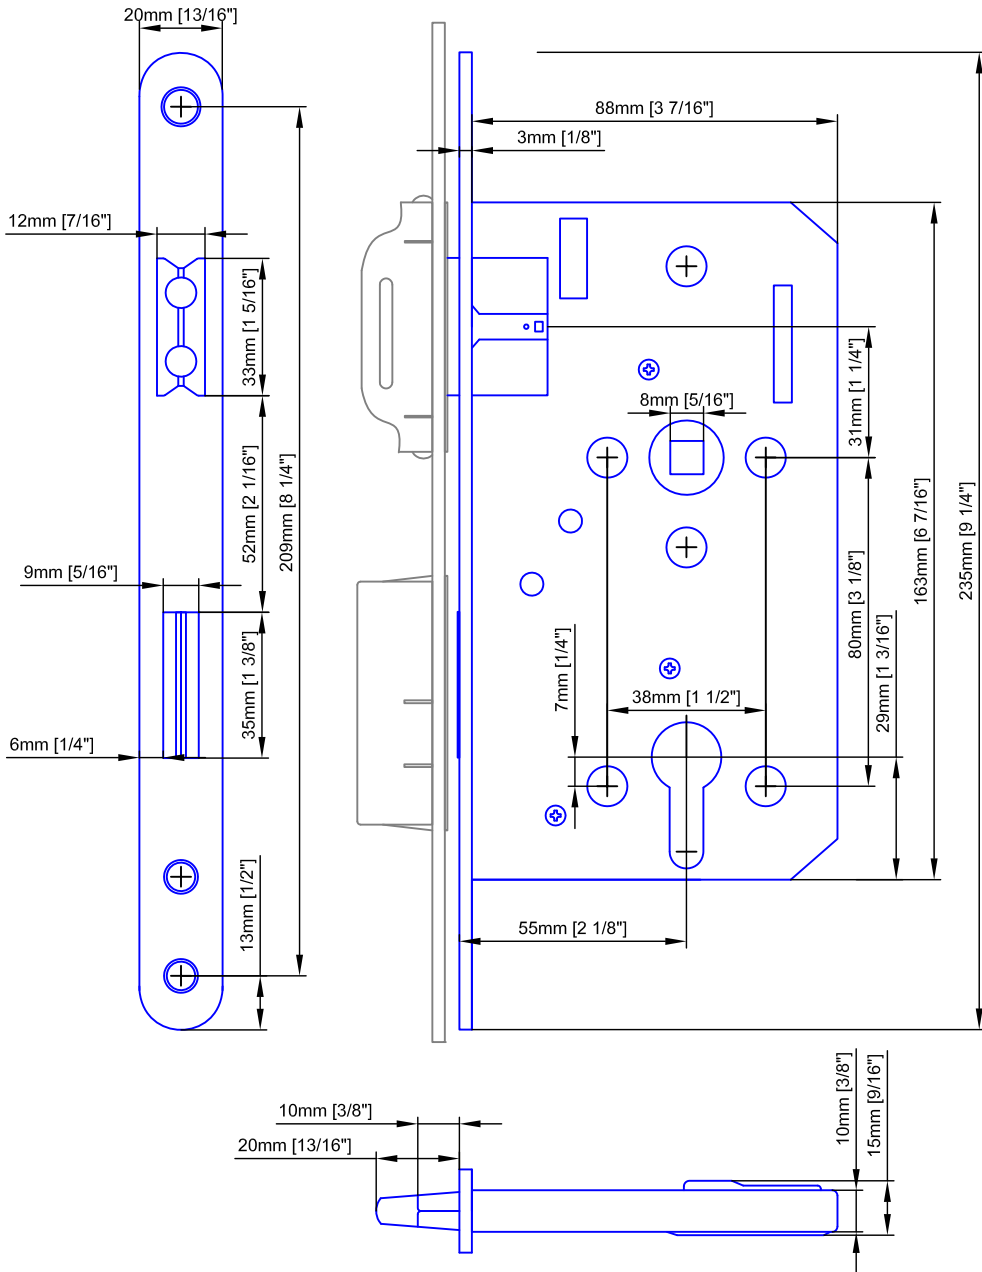 20mm [13/16"]
88mm [3 7/16"]
3mm [1/8"]
12mm [7/16"]
33mm [1 5/16"]
31mm [1 1/4"]
8mm [5/16"]
52mm [2 1/16"]
209mm [8 1/4"]
163mm [6 7/16"]
235mm [9 1/4"]
9mm [5/16"]
80mm [3 1/8"]
7mm [1/4"]
29mm [1 3/16"]
35mm [1 3/8"]
38mm [1 1/2"]
6mm [1/4"]
13mm [1/2"]
55mm [2 1/8"]
10mm [3/8"]
15mm [9/16"]
10mm [3/8"]
20mm [13/16"]